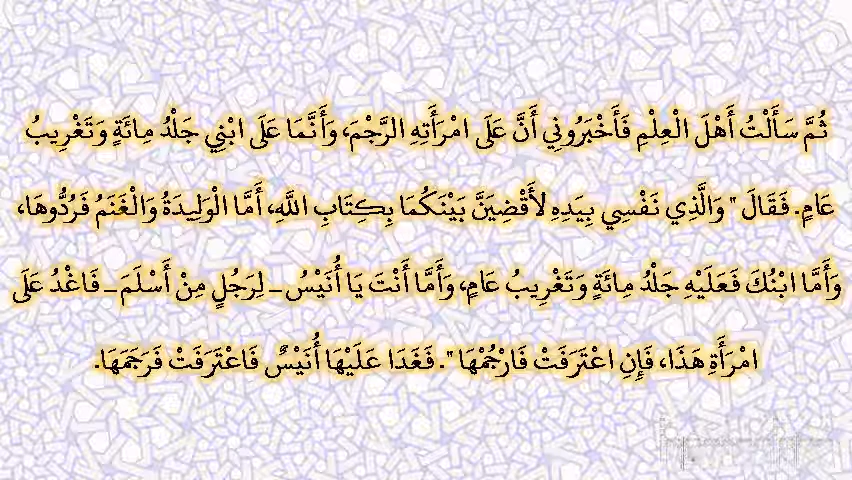 ثُمَّ سَأَلْتُ أَهْلَ الْعِلْمِ فَأَخْبَرُونِي أَنَّ عَلَى امْرَأَتِهِ الرَّجْمَ، وَأَنَّمَا عَلَى ابْنِي جَلْدُ مِائَةٍ وَتَغْرِيبُ
عَامٍ. فَقَالَ " وَالَّذِي نَفْسِي بِيَدِهِ لأَقْضِيَنَّ بَيْنَكُمَا بِكِتَابِ اللَّهِ، أَمَّا الْوَلِيدَةُ وَالْغَنَمُ فَرُدُّوهَا،
وَأَمَّا ابْنُكَ فَعَلَيْهِ جَلْدُ مِائَةٍ وَتَغْرِيبُ عَامٍ، وَأَمَّا أَنْتَ يَا أُنَيْسُ ـ لِرَجُلٍ مِنْ أَسْلَمَ ـ فَاغْدُ عَلَى
امْرَأَةِ هَذَا، فَإِنِ اعْتَرَفَتْ فَارْجُمْهَا ". فَغَدَا عَلَيْهَا أُنَيْسٌ فَاعْتَرَفَتْ فَرَجَمَهَا.